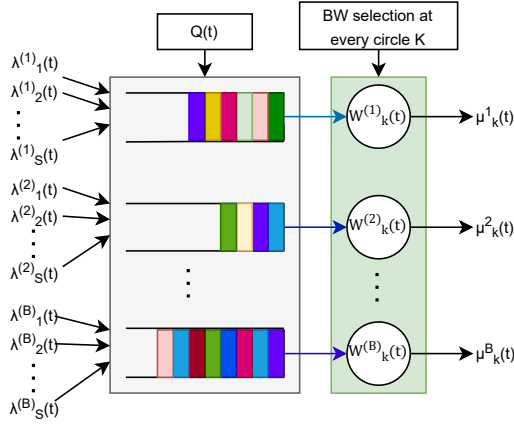 Q(t)
BW selection at
every circle K
λ⁽¹⁾₁(t)
λ⁽¹⁾₂(t)
λ⁽¹⁾ₛ(t)
W⁽¹⁾ₖ(t)
μ¹ₖ(t)
λ⁽²⁾₁(t)
λ⁽²⁾₂(t)
λ⁽²⁾ₛ(t)
W⁽²⁾ₖ(t)
μ²ₖ(t)
λ⁽ᴮ⁾₁(t)
λ⁽ᴮ⁾₂(t)
λ⁽ᴮ⁾ₛ(t)
W⁽ᴮ⁾ₖ(t)
μᴮₖ(t)